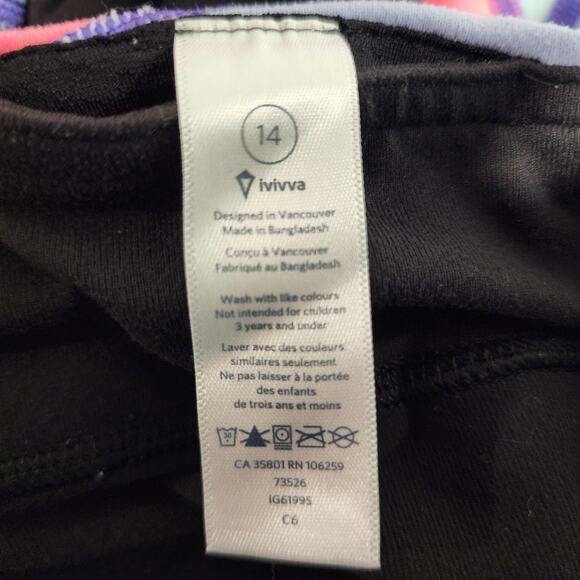 14
ivivva
Designed in Vancouver
Made in Bangladesh
Conçu à Vancouver
Fabriqué au Bangladesh
Wash with like colours
Not intended for children
3 years and under
Laver avec des couleurs
similaires seulement
Ne pas laisser à la portée
des enfants
de trois ans et moins
30
CA 35801 RN 106259
73526
IG6199S
C6